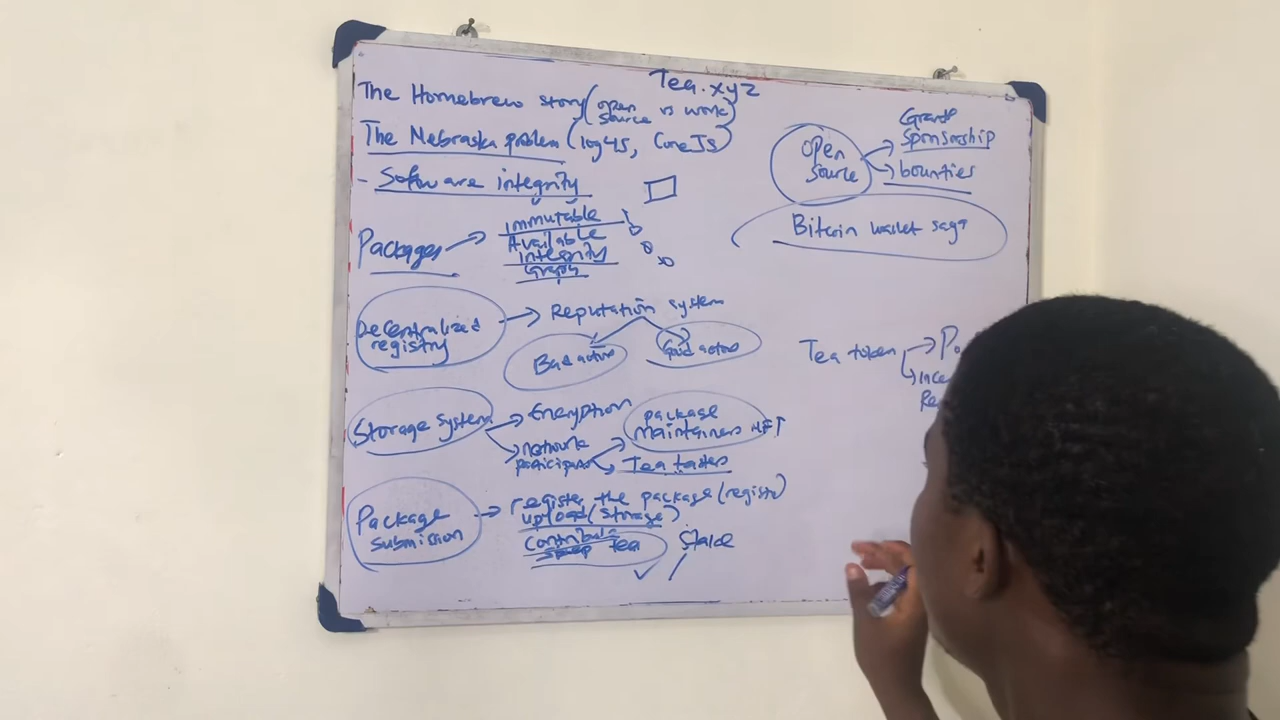 Tea.xyz
The Homebrew story (open source vs work)
The Nebraska problem (log4J, CoreJS)
- Software integrity
Packages
immutable
Available
integrity
Graph
Decentralized
registry
Reputation system
Bad actors
Good actors
Storage system
Encryption
network
participants
package
maintainers NFT
Tea tasters
Package
submission
register the package (registry)
upload (storage)
Contribute
tea
Stake
Open
source
Grant
Sponsorship
bounties
Bitcoin wallet saga
Tea token